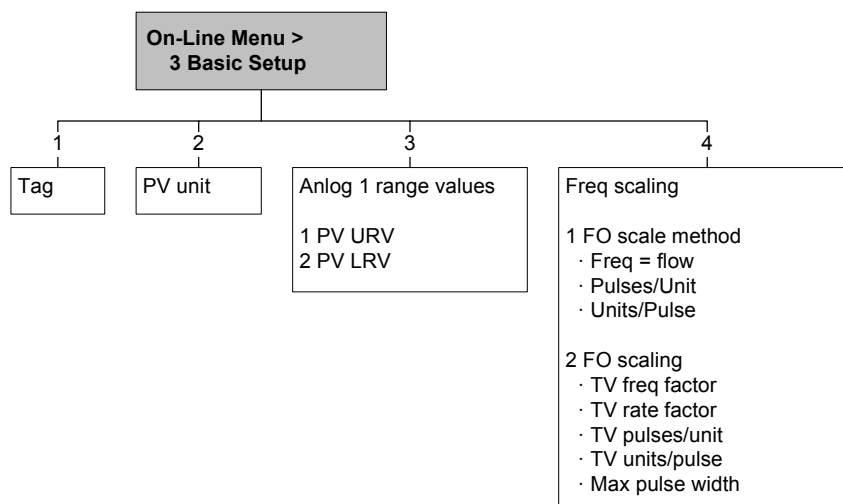 On-Line Menu >
3 Basic Setup
1
2
3
4
Tag
PV unit
Anlog 1 range values
1 PV URV
2 PV LRV
Freq scaling
1 FO scale method
· Freq = flow
· Pulses/Unit
· Units/Pulse
2 FO scaling
· TV freq factor
· TV rate factor
· TV pulses/unit
· TV units/pulse
· Max pulse width